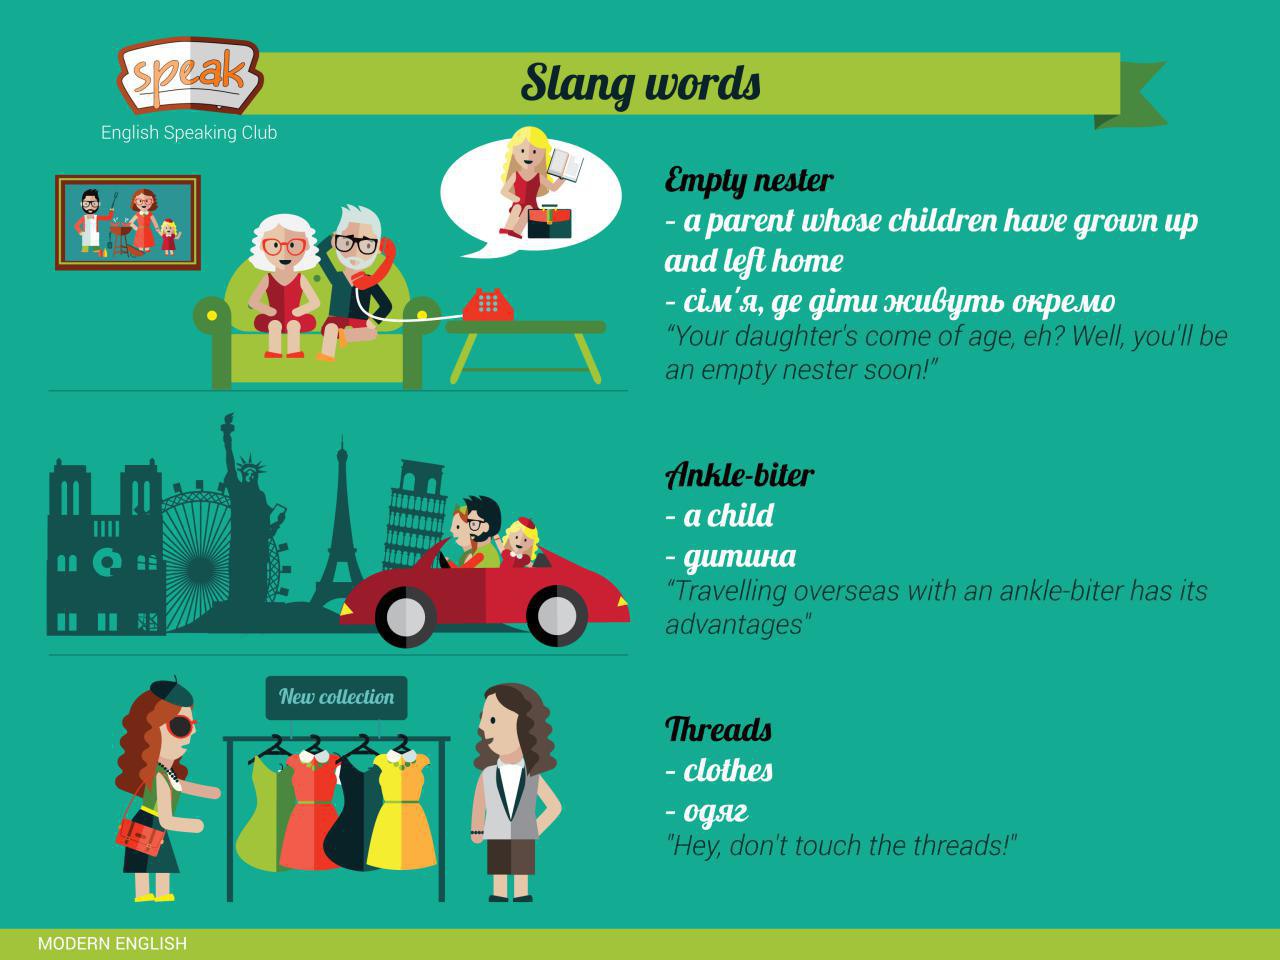 speak
English Speaking Club
Slang words
Empty nester
- a parent whose children have grown up
and left home
- сім'я, де діти живуть окремо
“Your daughter's come of age, eh? Well, you'll be
an empty nester soon!”
Ankle-biter
- a child
- дитина
“Travelling overseas with an ankle-biter has its
advantages"
New collection
Threads
- clothes
- одяг
"Hey, don't touch the threads!"
MODERN ENGLISH